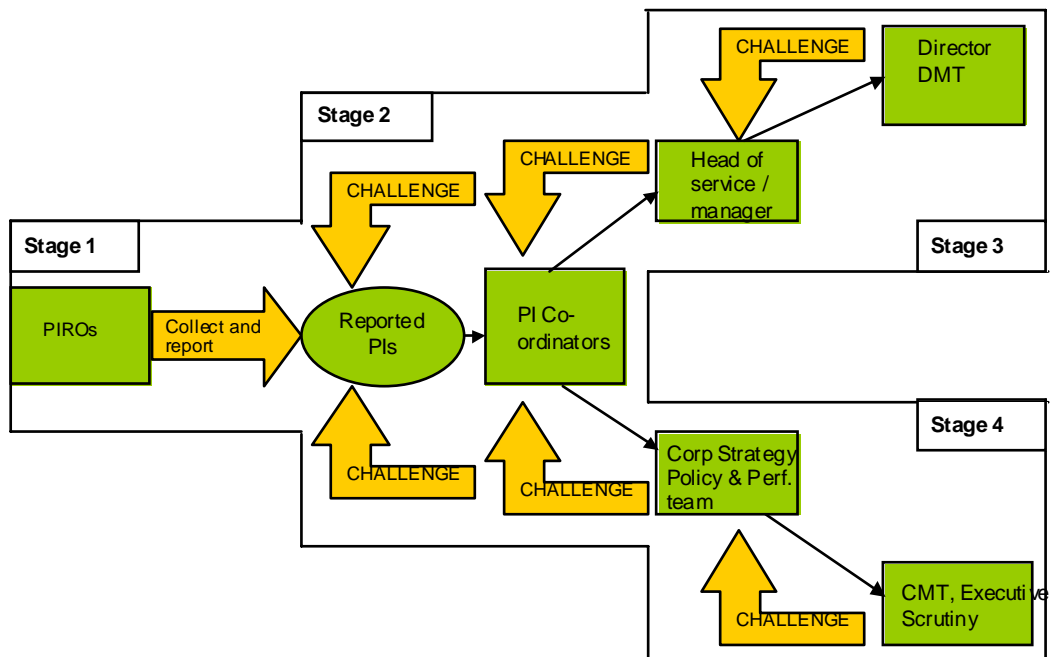 CHALLENGE
Director
DMT
Stage 2
CHALLENGE
Head of
service /
manager
CHALLENGE
Stage 1
Stage 3
PIROs
Collect and
report
Reported
PIs
PI Co-
ordinators
Stage 4
Corp Strategy
Policy & Perf.
team
CHALLENGE
CHALLENGE
CMT, Executive
Scrutiny
CHALLENGE